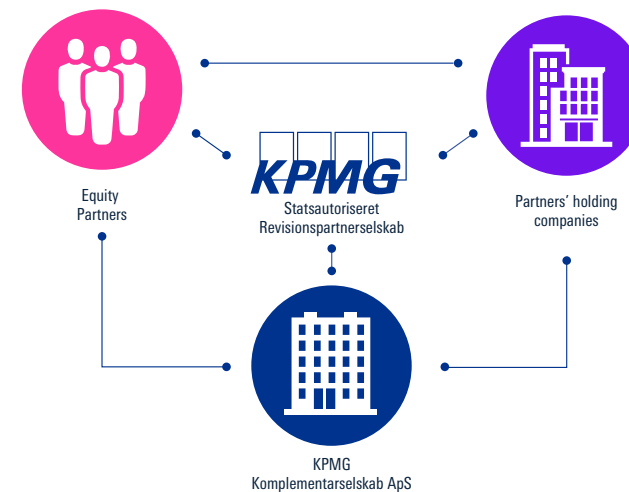 KPMG
Statsautoriseret
Revisionspartnerselskab
Equity
Partners
Partners' holding
companies
KPMG
Komplementarselskab ApS